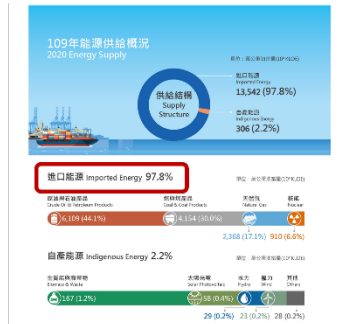 109年能源供給概況
2020 Energy Supply
供給結構
Supply
Structure
進口能源
Imported Energy
13,542 (97.8%)
自產能源
Indigenous Energy
306 (2.2%)
進口能源 Imported Energy 97.8%
原油與石油產品
Crude Oil & Petroleum Products
6,109 (44.1%)
煤與煤產品
Coal & Coal Products
4,154 (30.0%)
天然氣
Natural Gas
2,368 (17.1%)
核能
Nuclear
910 (6.6%)
自產能源 Indigenous Energy 2.2%
生質能與廢棄物
Biomass & Waste
167 (1.2%)
太陽光電
Solar Photovoltaic
58 (0.4%)
水力
Hydro
29 (0.2%)
風力
Wind
23 (0.2%)
其他
Others
28 (0.2%)